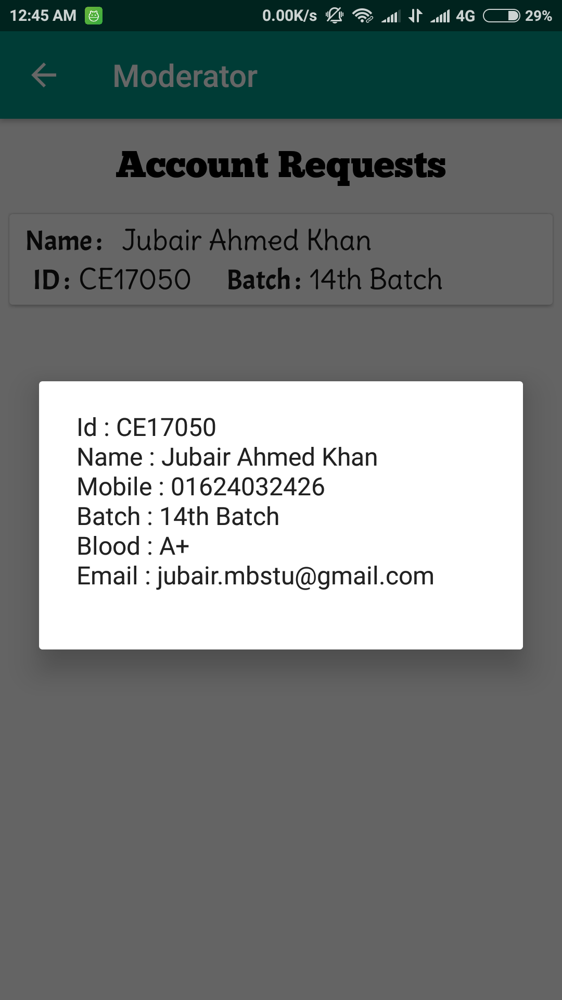 12:45 AM 0.00K/s 4G 29%
Moderator
Account Requests
Name: Jubair Ahmed Khan
ID: CE17050 Batch: 14th Batch
Id : CE17050
Name : Jubair Ahmed Khan
Mobile : 01624032426
Batch : 14th Batch
Blood : A+
Email : jubair.mbstu@gmail.com